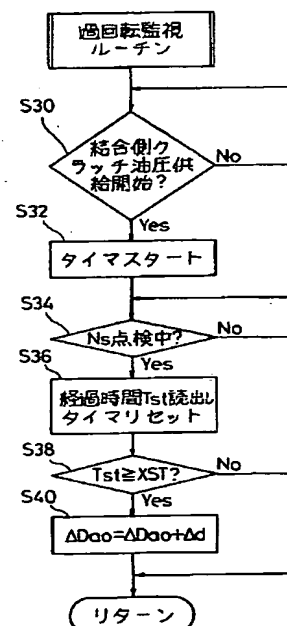 過回転監視
ルーチン
S30
結合側ク
ラッチ油圧供
給開始?
No
Yes
S32
タイマスタート
S34
Ns点検中?
No
Yes
S36
経過時間Tst読出し
タイマリセット
S38
Tst≧XST?
No
Yes
S40
ΔDao=ΔDao+Δd
リターン